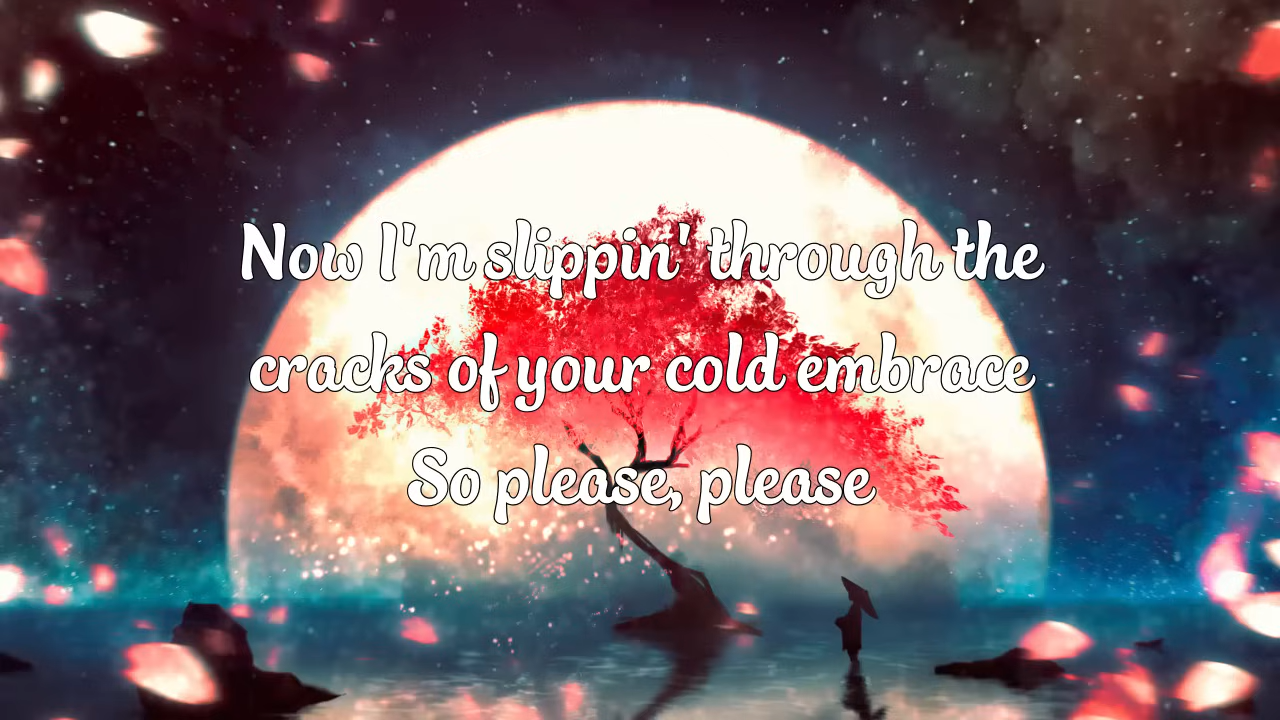 Now I'm slippin' through the
cracks of your cold embrace
So please, please